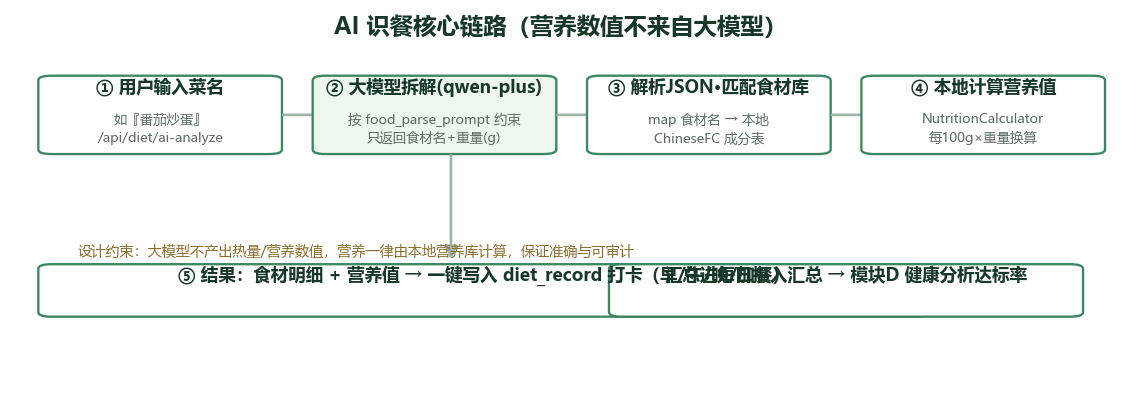 AI 识餐核心链路（营养数值不来自大模型）
① 用户输入菜名
如『番茄炒蛋』
/api/diet/ai-analyze
② 大模型拆解(qwen-plus)
按 food_parse_prompt 约束
只返回食材名+重量(g)
③ 解析JSON·匹配食材库
map 食材名 → 本地
ChineseFC 成分表
④ 本地计算营养值
NutritionCalculator
每100g×重量换算
设计约束：大模型不产出热量/营养数值，营养一律由本地营养库计算，保证准确与可审计
⑤ 结果：食材明细 + 营养值 → 一键写入 diet_record 打卡（早/午/晚/加餐）
入汇总 → 模块D 健康分析达标率